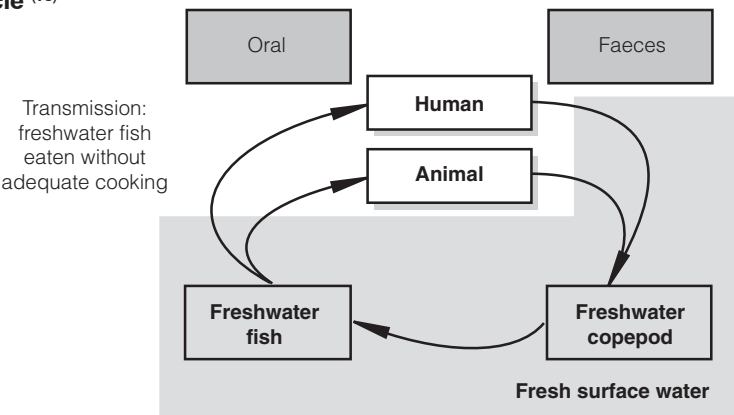 cle (18)
Oral
Faeces
Human
Transmission:
freshwater fish
eaten without
adequate cooking
Animal
Freshwater
fish
Freshwater
copepod
Fresh surface water